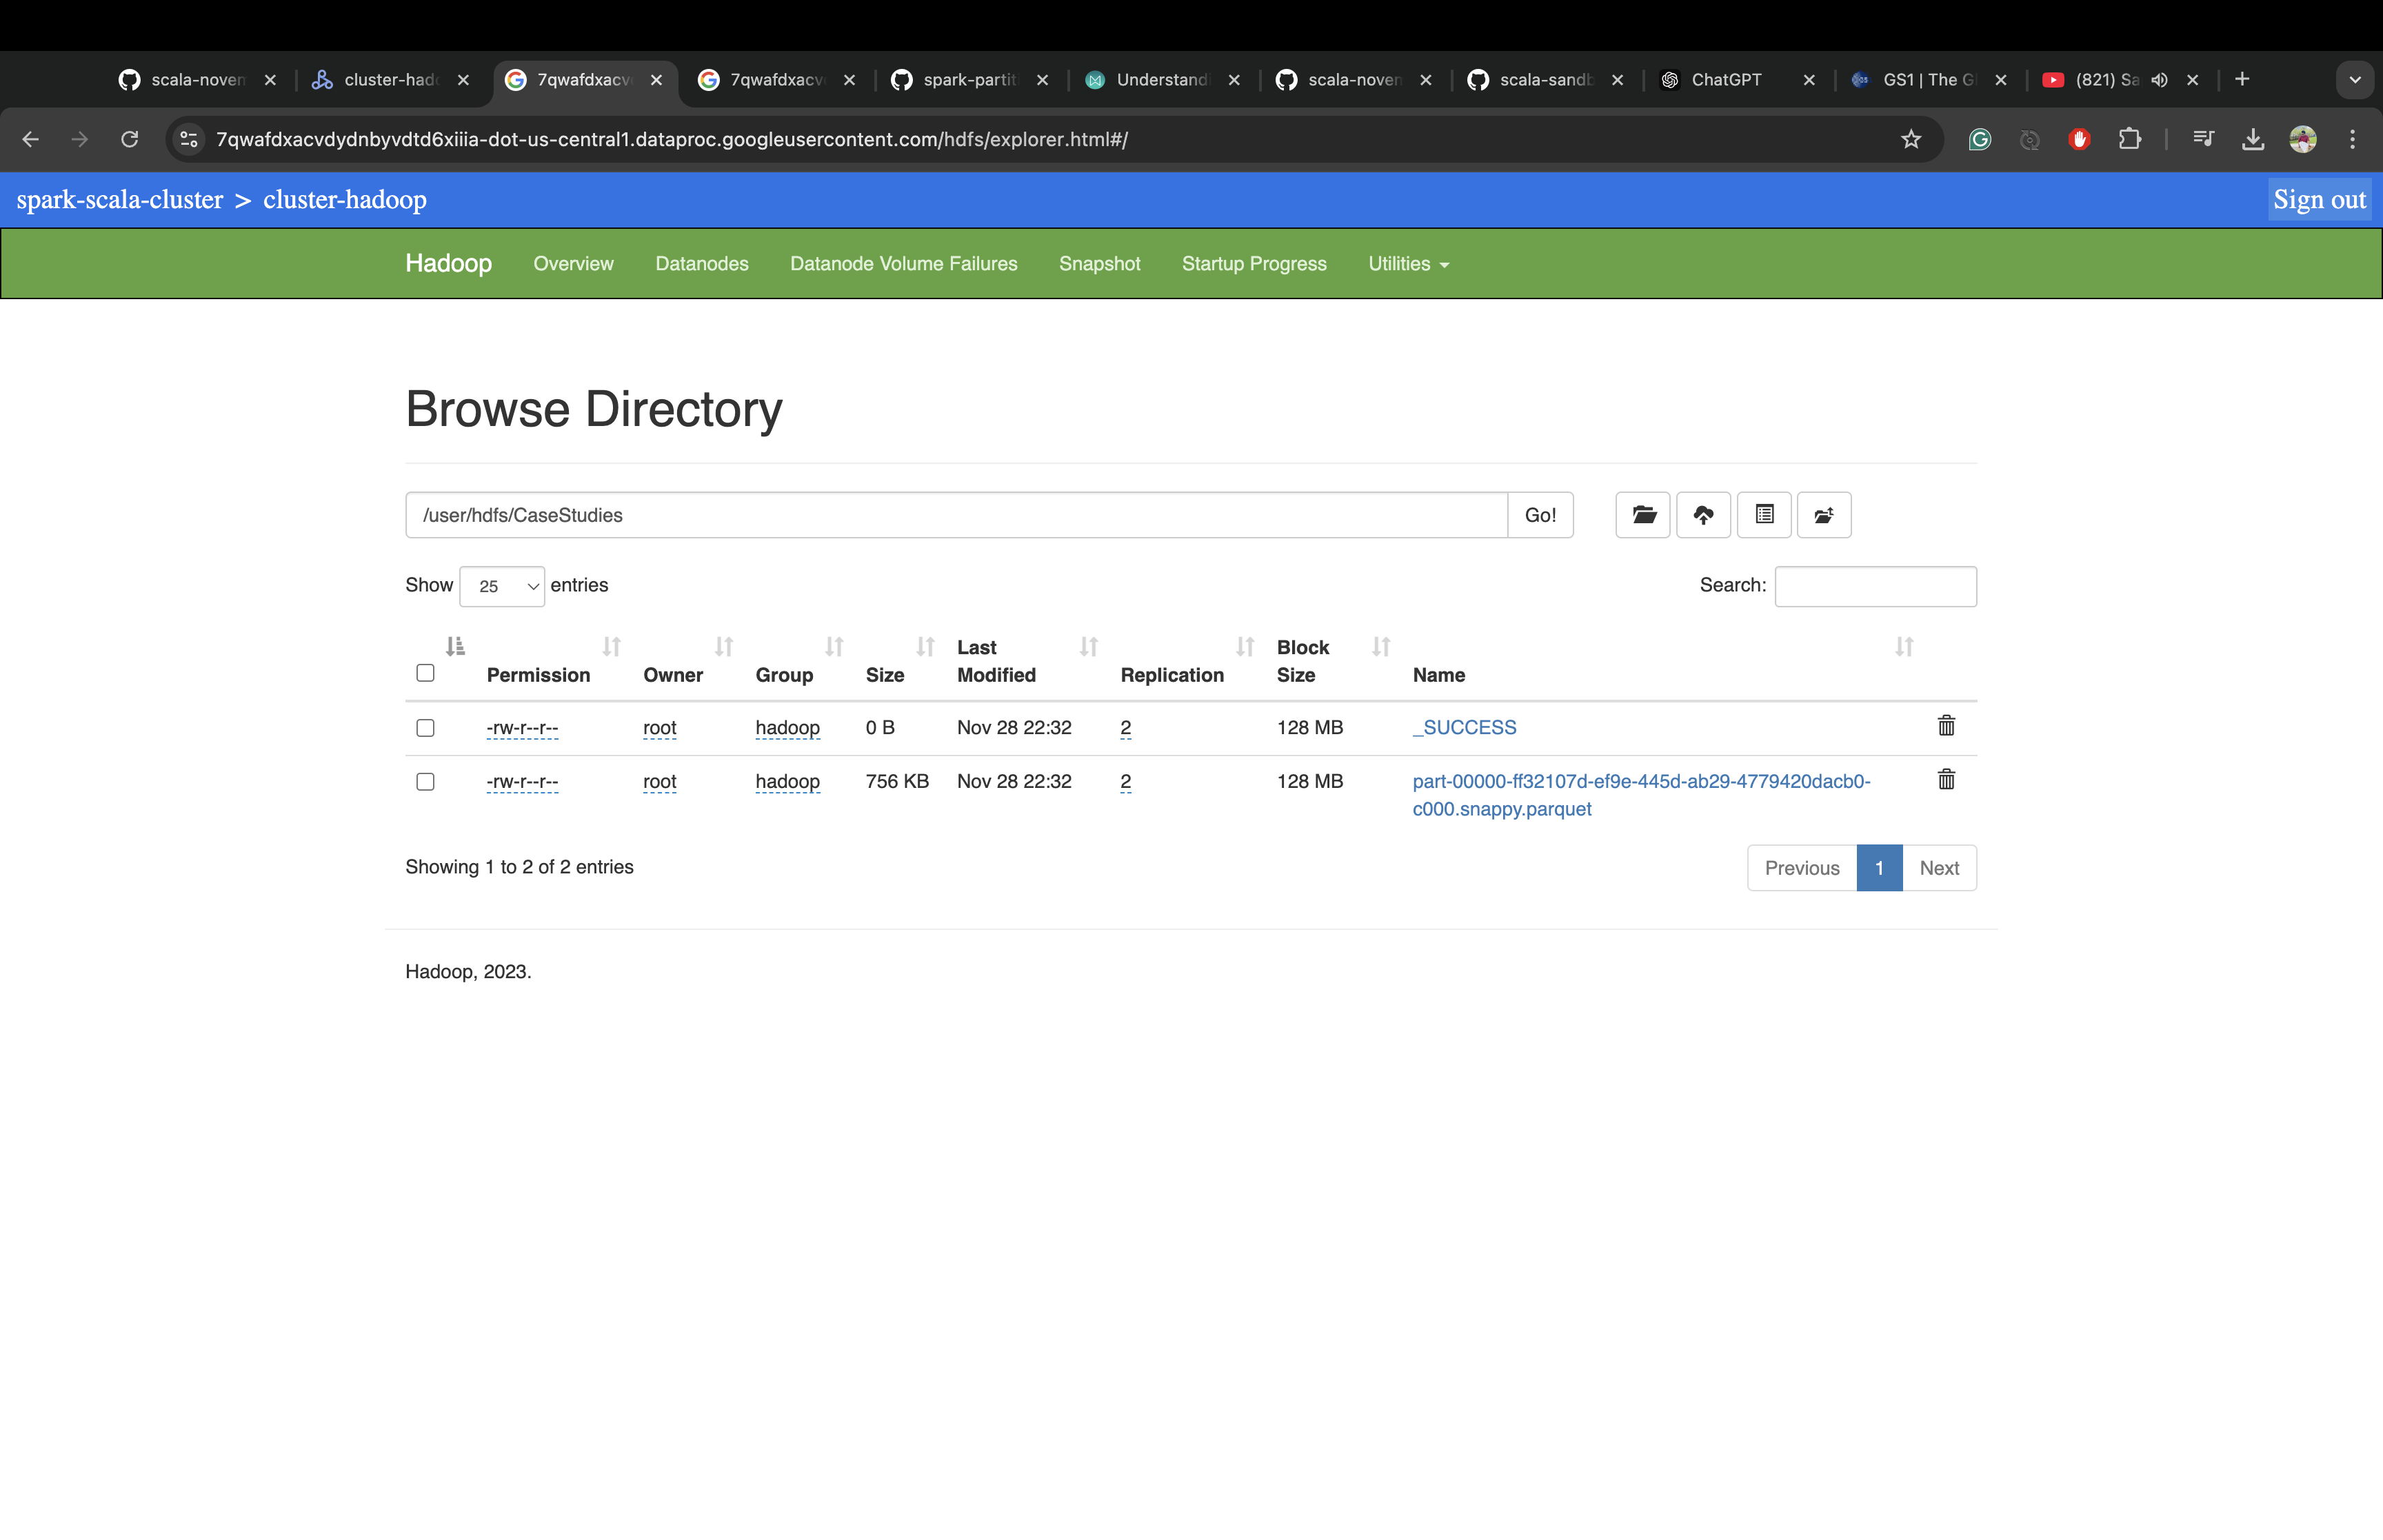 scala-novem
cluster-hado
7qwafdxacv
7qwafdxacv
spark-partit
Understandi
scala-novem
scala-sandb
ChatGPT
GS1 | The Gl
(821) Sa
7qwafdxacvdydnbyvdtd6xiiia-dot-us-central1.dataproc.googleusercontent.com/hdfs/explorer.html#/
spark-scala-cluster > cluster-hadoop
Sign out
Hadoop Overview Datanodes Datanode Volume Failures Snapshot Startup Progress Utilities
Browse Directory
/user/hdfs/CaseStudies Go!
Show 25 entries
Search:
Permission Owner Group Size Last Modified Replication Block Size Name
-rw-r--r-- root hadoop 0 B Nov 28 22:32 2 128 MB _SUCCESS
-rw-r--r-- root hadoop 756 KB Nov 28 22:32 2 128 MB part-00000-ff32107d-ef9e-445d-ab29-4779420dacb0-
c000.snappy.parquet
Showing 1 to 2 of 2 entries
Previous 1 Next
Hadoop, 2023.